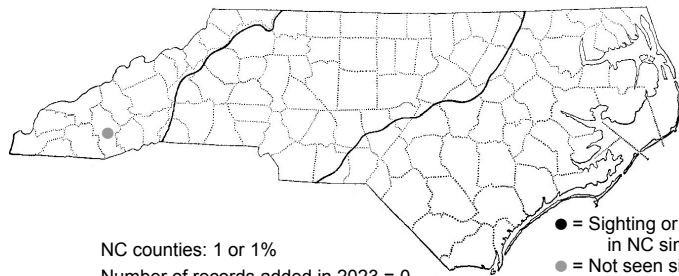 NC counties: 1 or 1%
Number of records added in 2023 = 0
● = Sighting or
in NC sin
● = Not seen si